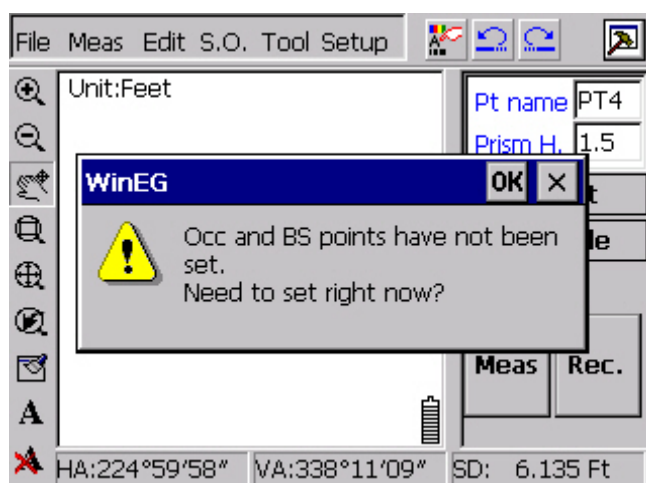 File Meas Edit S.O. Tool Setup
Unit:Feet
Pt name PT4
Prism H. 1.5
WinEG OK
Occ and BS points have not been
set.
Need to set right now?
Meas Rec.
A
HA:224°59'58" VA:338°11'09" SD: 6.135 Ft